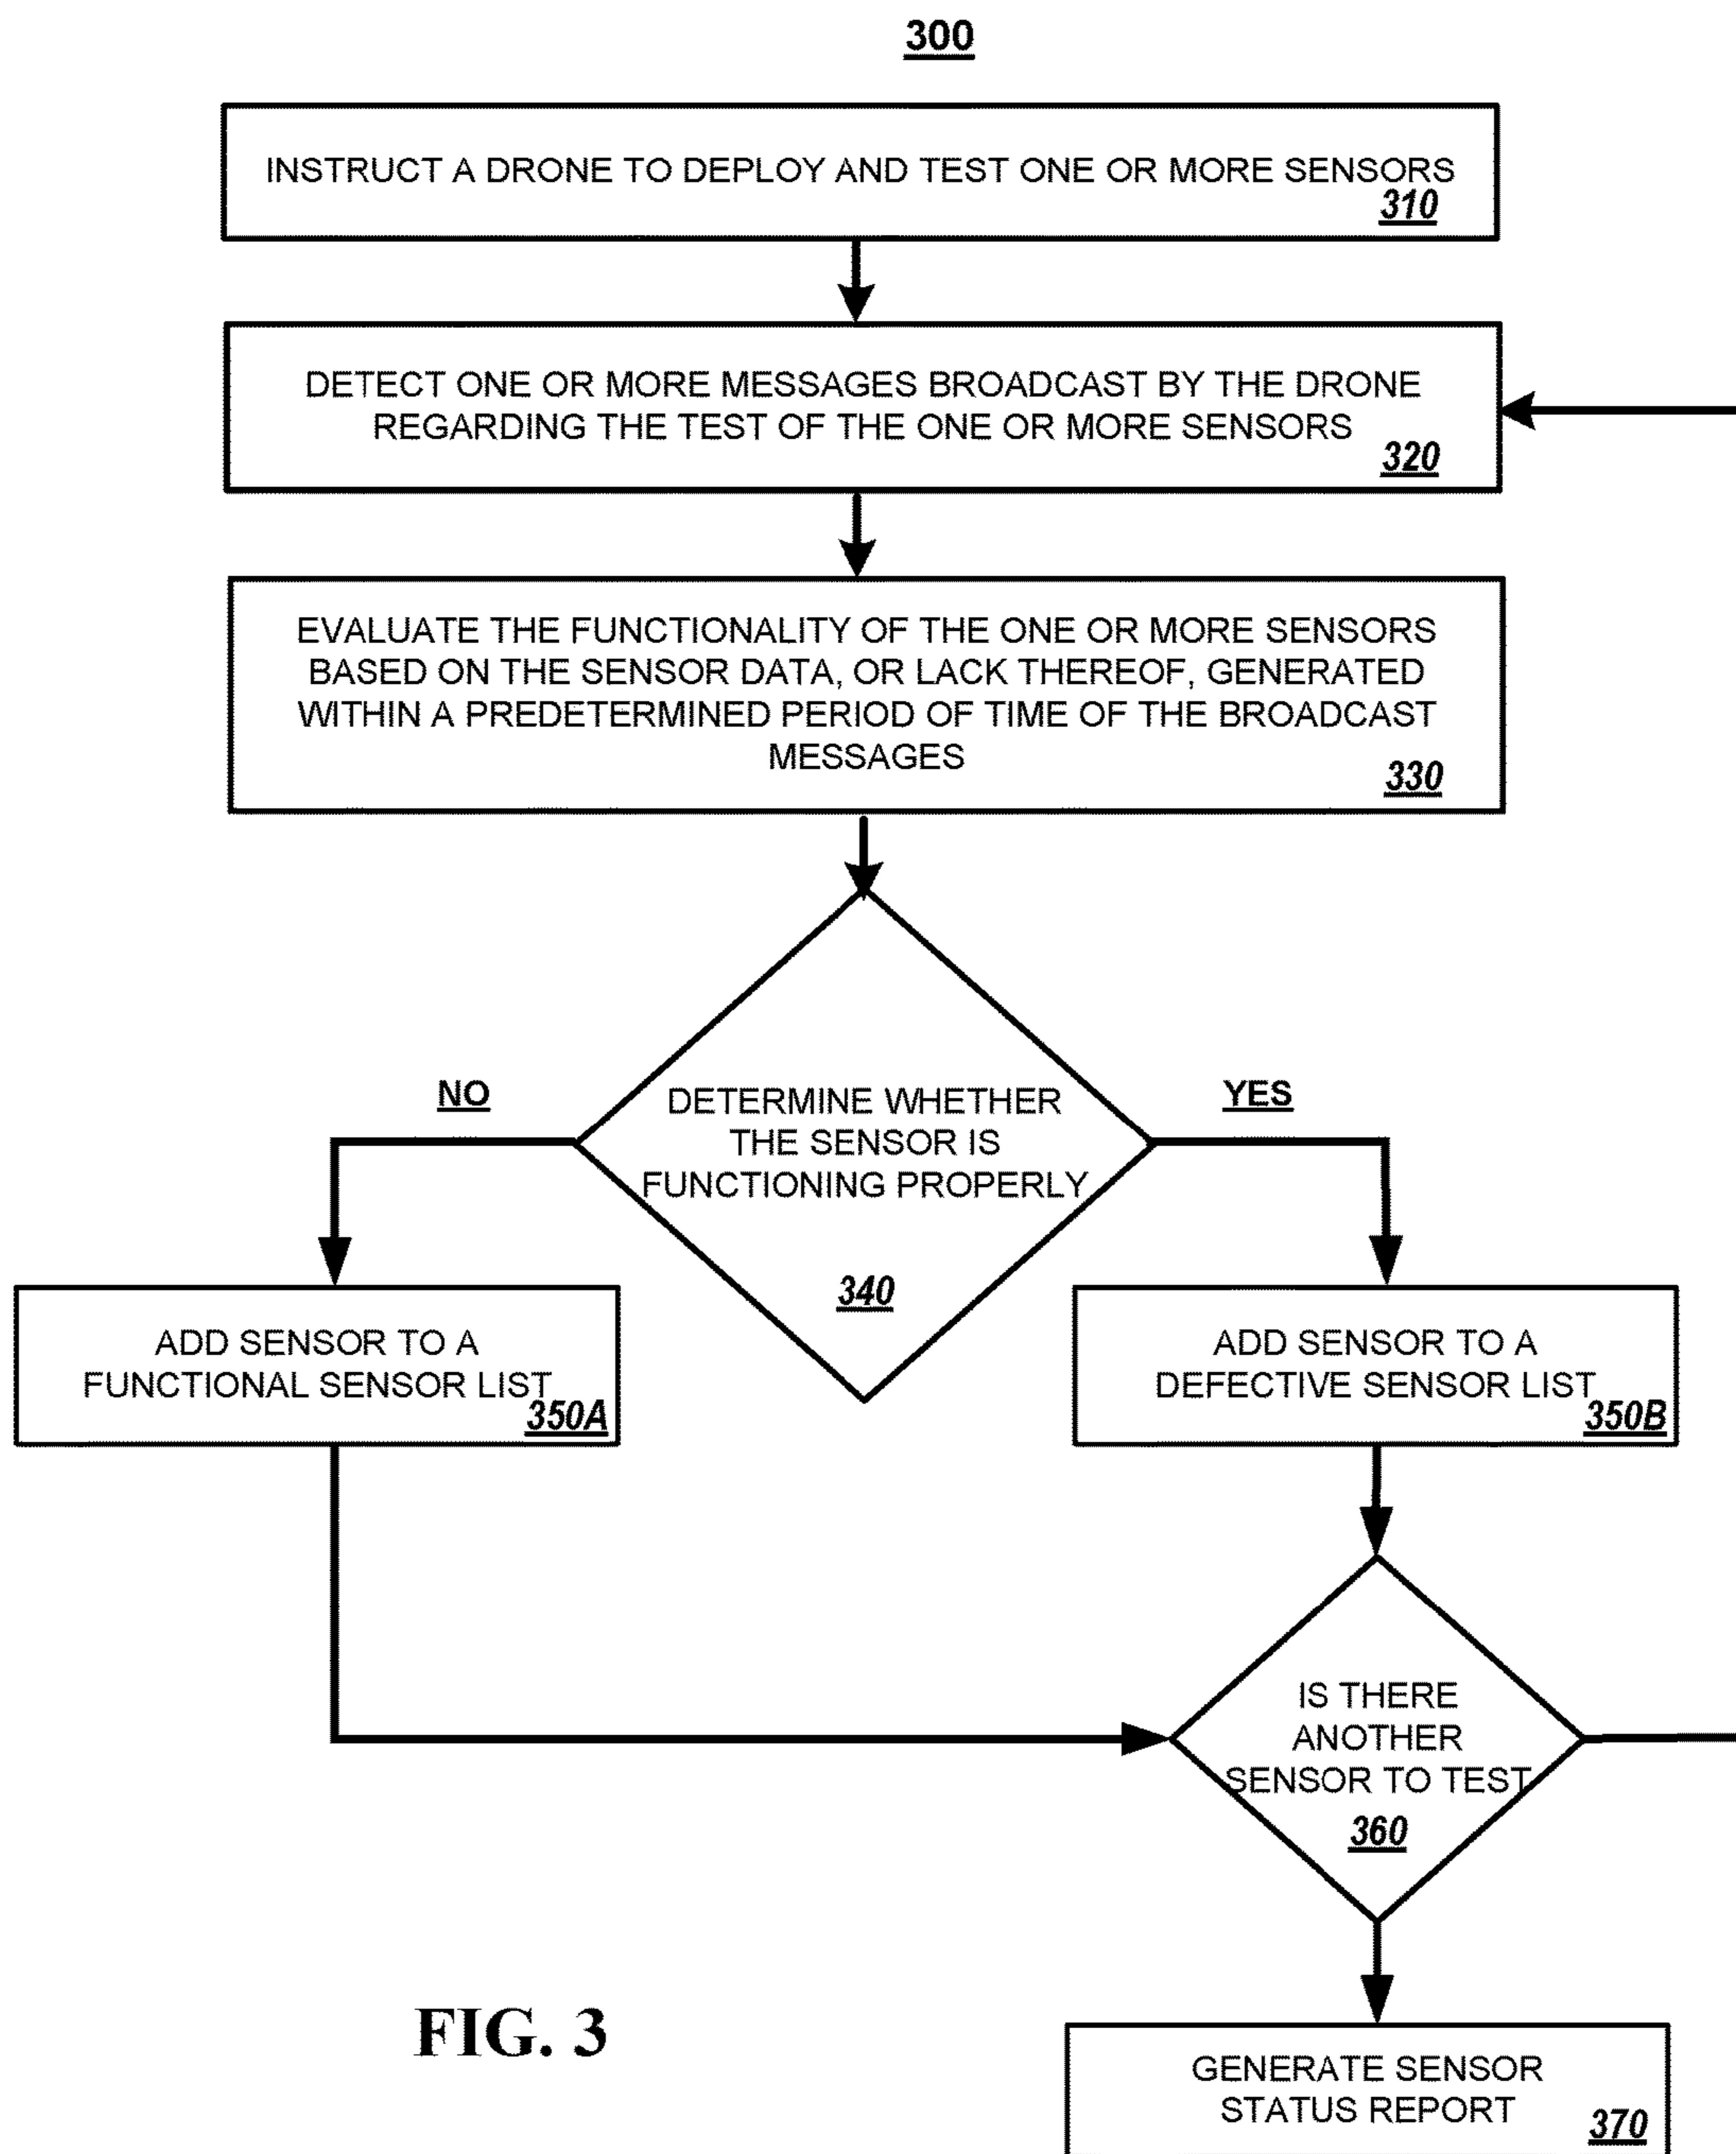 300
INSTRUCT A DRONE TO DEPLOY AND TEST ONE OR MORE SENSORS
310
DETECT ONE OR MORE MESSAGES BROADCAST BY THE DRONE
REGARDING THE TEST OF THE ONE OR MORE SENSORS
320
EVALUATE THE FUNCTIONALITY OF THE ONE OR MORE SENSORS
BASED ON THE SENSOR DATA, OR LACK THEREOF, GENERATED
WITHIN A PREDETERMINED PERIOD OF TIME OF THE BROADCAST
MESSAGES
330
NO
YES
DETERMINE WHETHER
THE SENSOR IS
FUNCTIONING PROPERLY
340
ADD SENSOR TO A
FUNCTIONAL SENSOR LIST
350A
ADD SENSOR TO A
DEFECTIVE SENSOR LIST
350B
IS THERE
ANOTHER
SENSOR TO TEST
360
FIG. 3
GENERATE SENSOR
STATUS REPORT
370